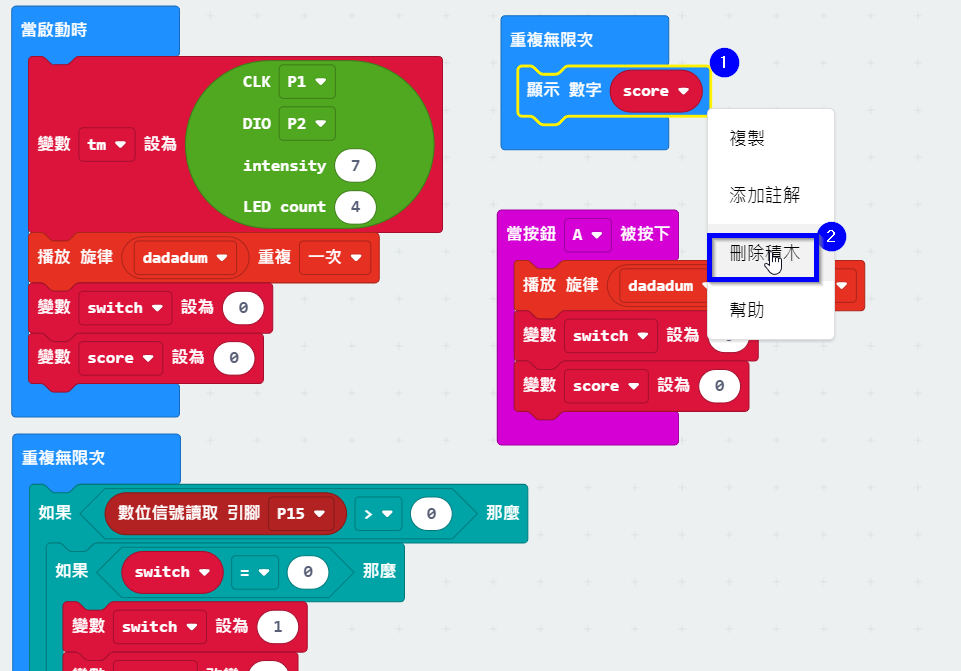 當啟動時
變數 tm 設為
CLK P1
DIO P2
intensity 7
LED count 4
播放 旋律 dadadum 重複 一次
變數 switch 設為 0
變數 score 設為 0
重複無限次
顯示 數字 score
1
複製
添加註解
刪除積木
2
幫助
當按鈕 A 被按下
播放 旋律 dadadum
變數 switch 設為
變數 score 設為 0
重複無限次
如果 數位信號讀取 引腳 P15 > 0 那麼
如果 switch = 0 那麼
變數 switch 設為 1